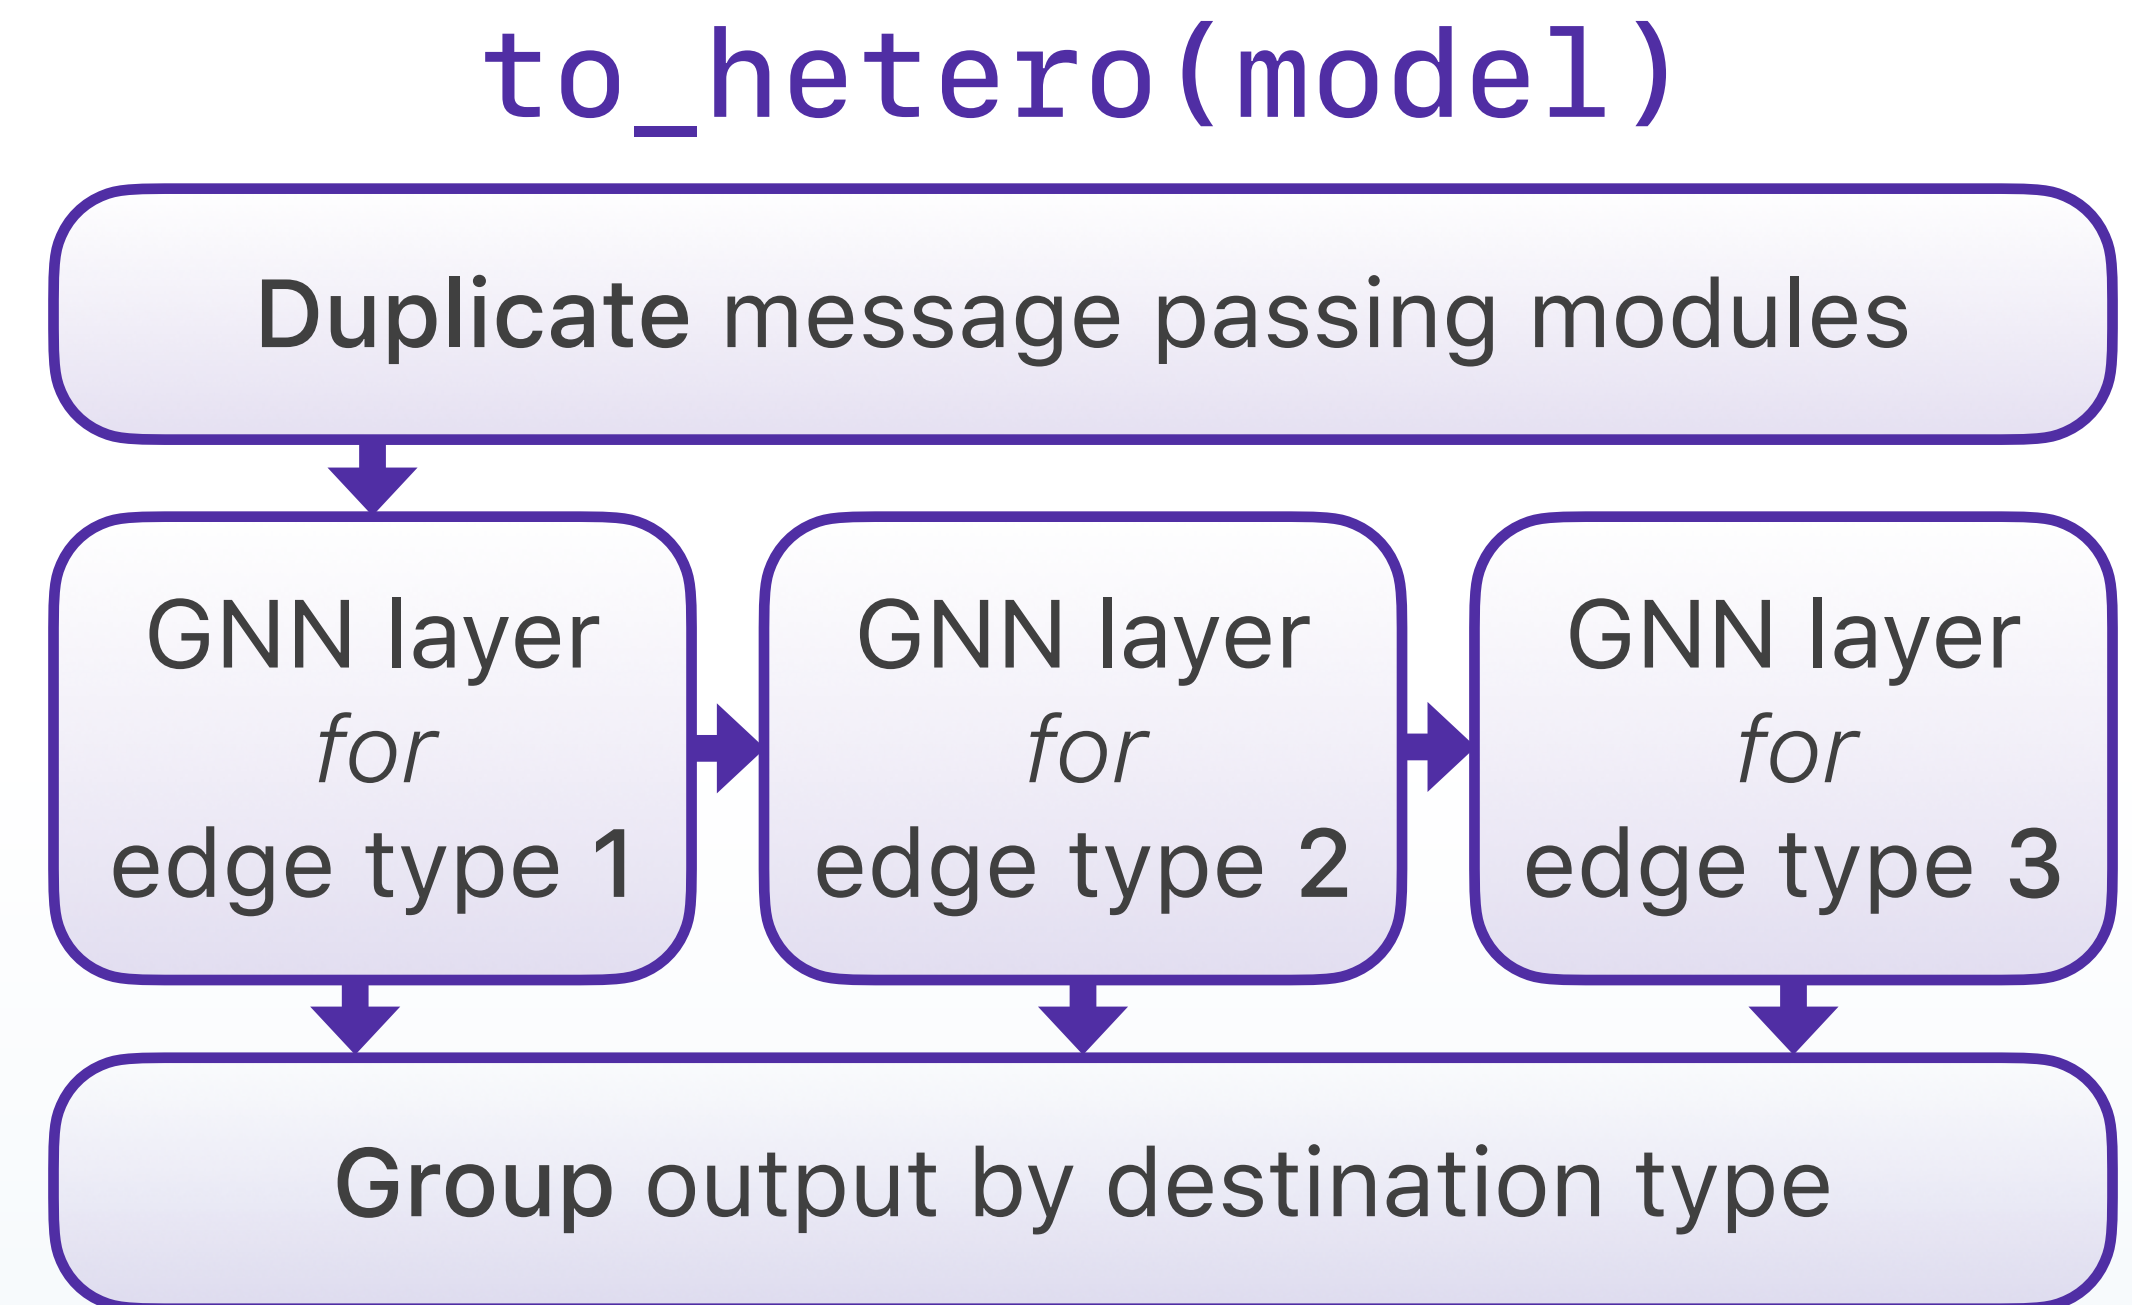 to_hetero(model)
Duplicate message passing modules
GNN layer
for
edge type 1
GNN layer
for
edge type 2
GNN layer
for
edge type 3
Group output by destination type